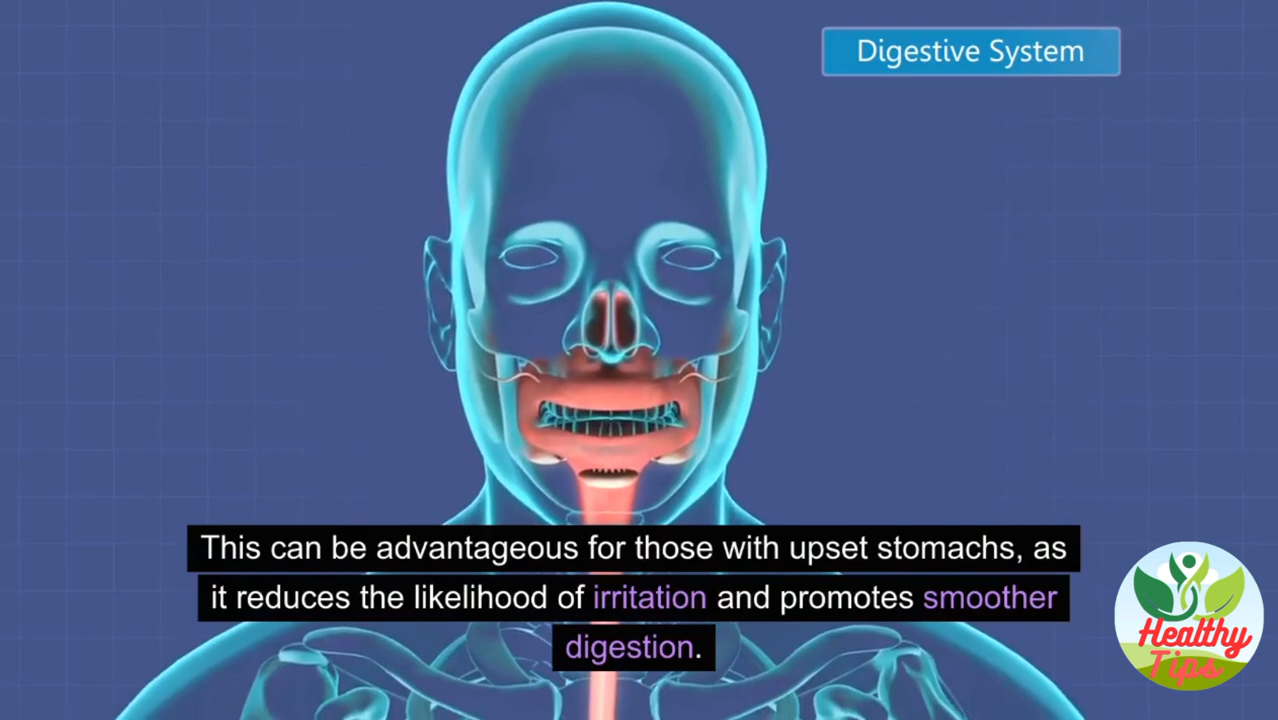 Digestive System
This can be advantageous for those with upset stomachs, as
it reduces the likelihood of irritation and promotes smoother
digestion.
Healthy
Tips